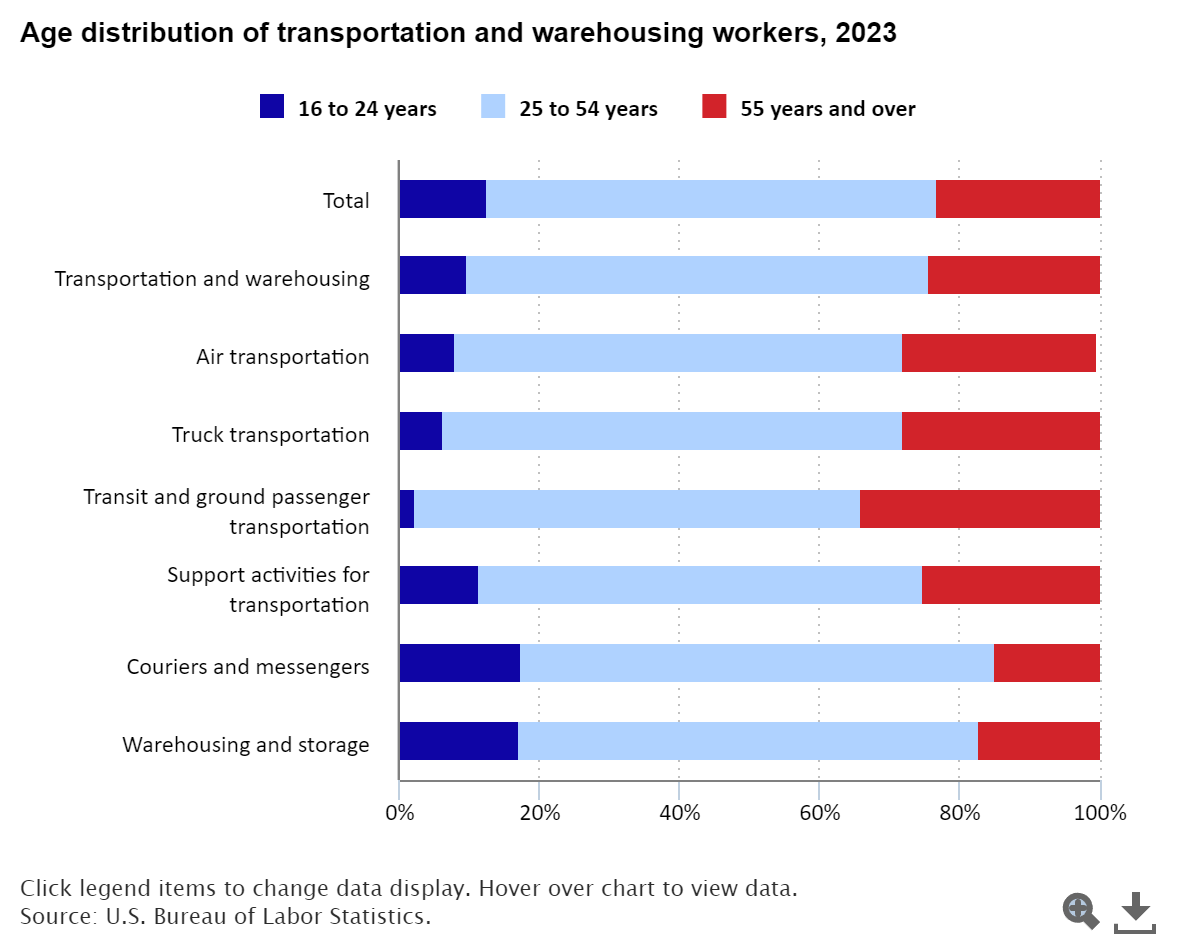 Age distribution of transportation and warehousing workers, 2023
16 to 24 years 25 to 54 years 55 years and over
Total
Transportation and warehousing
Air transportation
Truck transportation
Transit and ground passenger
transportation
Support activities for
transportation
Couriers and messengers
Warehousing and storage
0% 20% 40% 60% 80% 100%
Click legend items to change data display. Hover over chart to view data.
Source: U.S. Bureau of Labor Statistics.